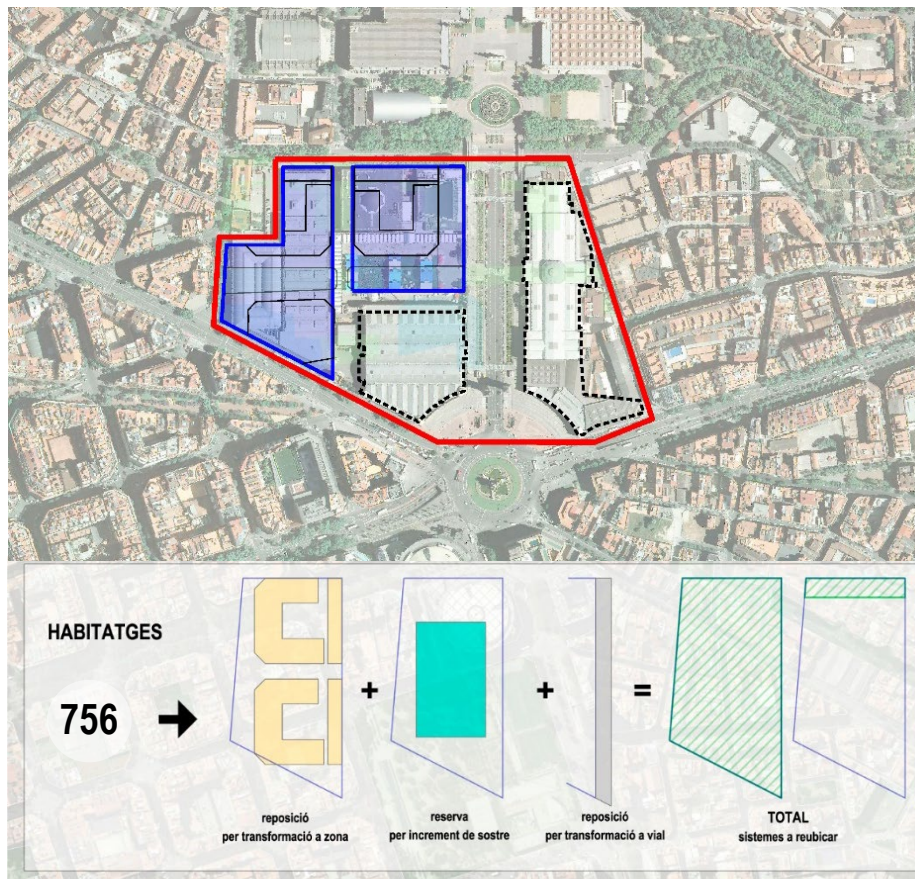 HABITATGES
756
+
+
=
reposició
per transformació a zona
reserva
per increment de sostre
reposició
per transformació a vial
TOTAL
sistemes a reubicar